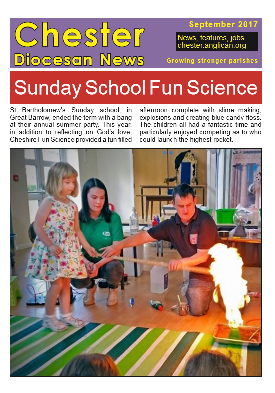 Chester
Diocesan News
September 2017
News, features, jobs
chester.anglican.org
Growing stronger parishes
Sunday School Fun Science
St Bartholomew's Sunday school, in
Great Barrow, ended the term with a bang
at their annual summer party. This year,
in addition to reflecting on God's love,
Cheshire Fun Science provided a fun filled
afternoon complete with slime making,
explosions and creating blue candy floss.
The children all had a fantastic time and
particularly enjoyed competing as to who
could launch the highest rocket.